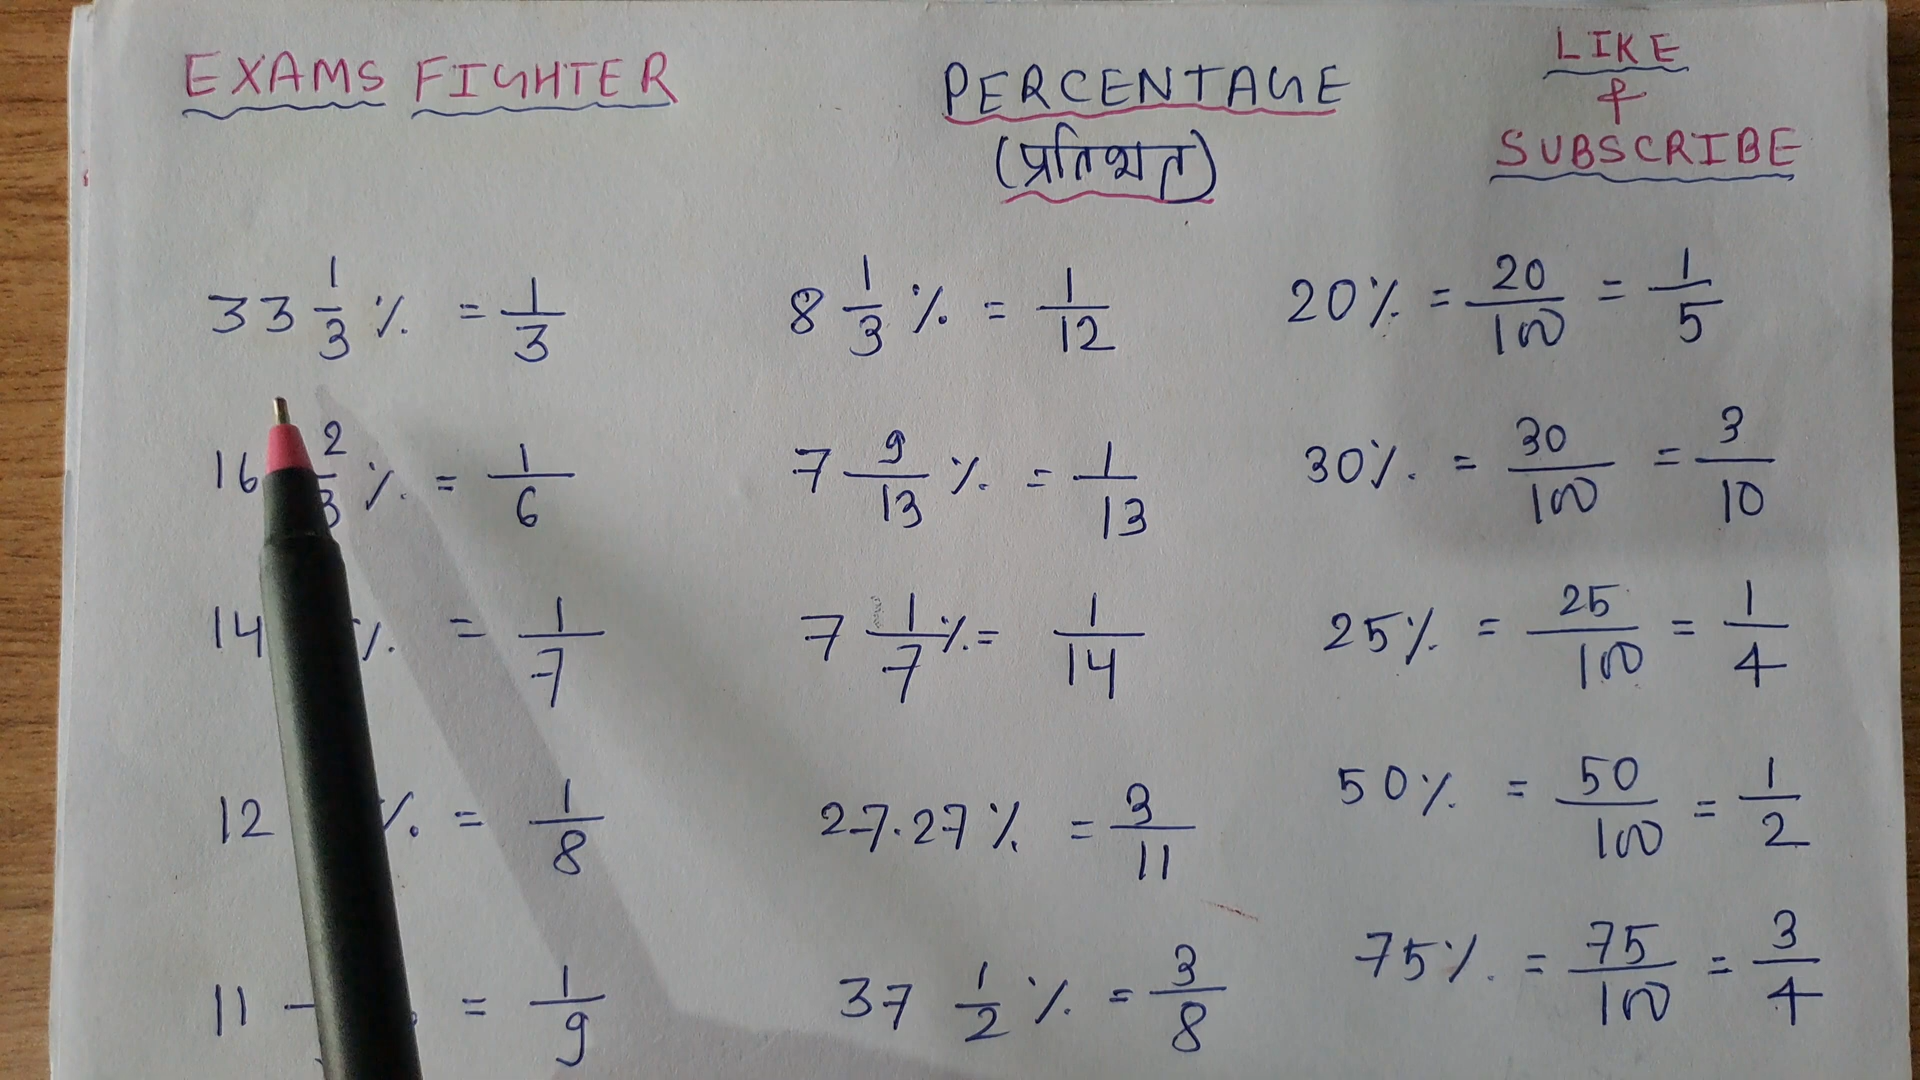 EXAMS FIGHTER
PERCENTAGE
(प्रतिशत)
LIKE
&
SUBSCRIBE
33 1/3 % = 1/3
16 2/3 % = 1/6
14 % = 1/7
12 % = 1/8
11 = 1/9
8 1/3 % = 1/12
7 9/13 % = 1/13
7 1/7 % = 1/14
27.27 % = 3/11
37 1/2 % = 3/8
20% = 20/100 = 1/5
30% = 30/100 = 3/10
25% = 25/100 = 1/4
50% = 50/100 = 1/2
75% = 75/100 = 3/4